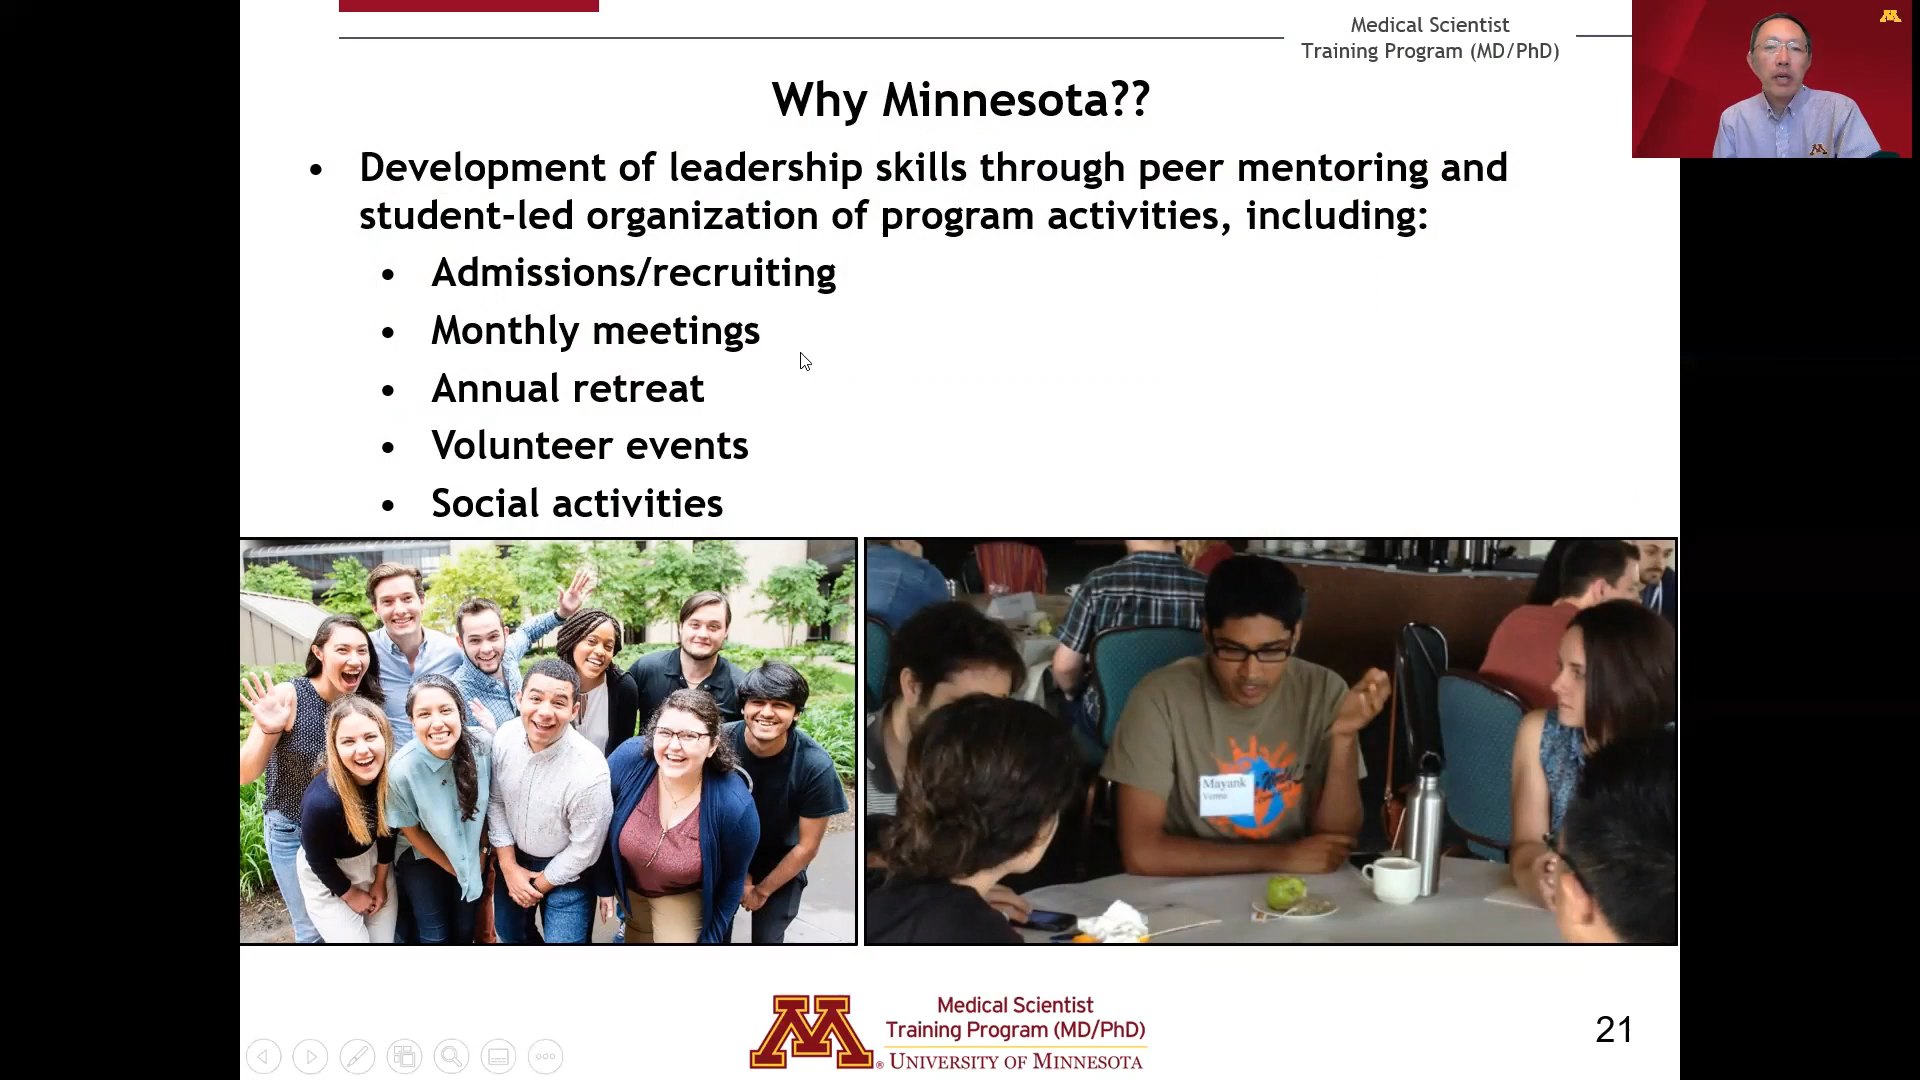 Medical Scientist
Training Program (MD/PhD)
M
Why Minnesota??
• Development of leadership skills through peer mentoring and
student-led organization of program activities, including:
• Admissions/recruiting
• Monthly meetings
• Annual retreat
• Volunteer events
• Social activities
Mayank
Verma
M
Medical Scientist
Training Program (MD/PhD)
® UNIVERSITY OF MINNESOTA
21